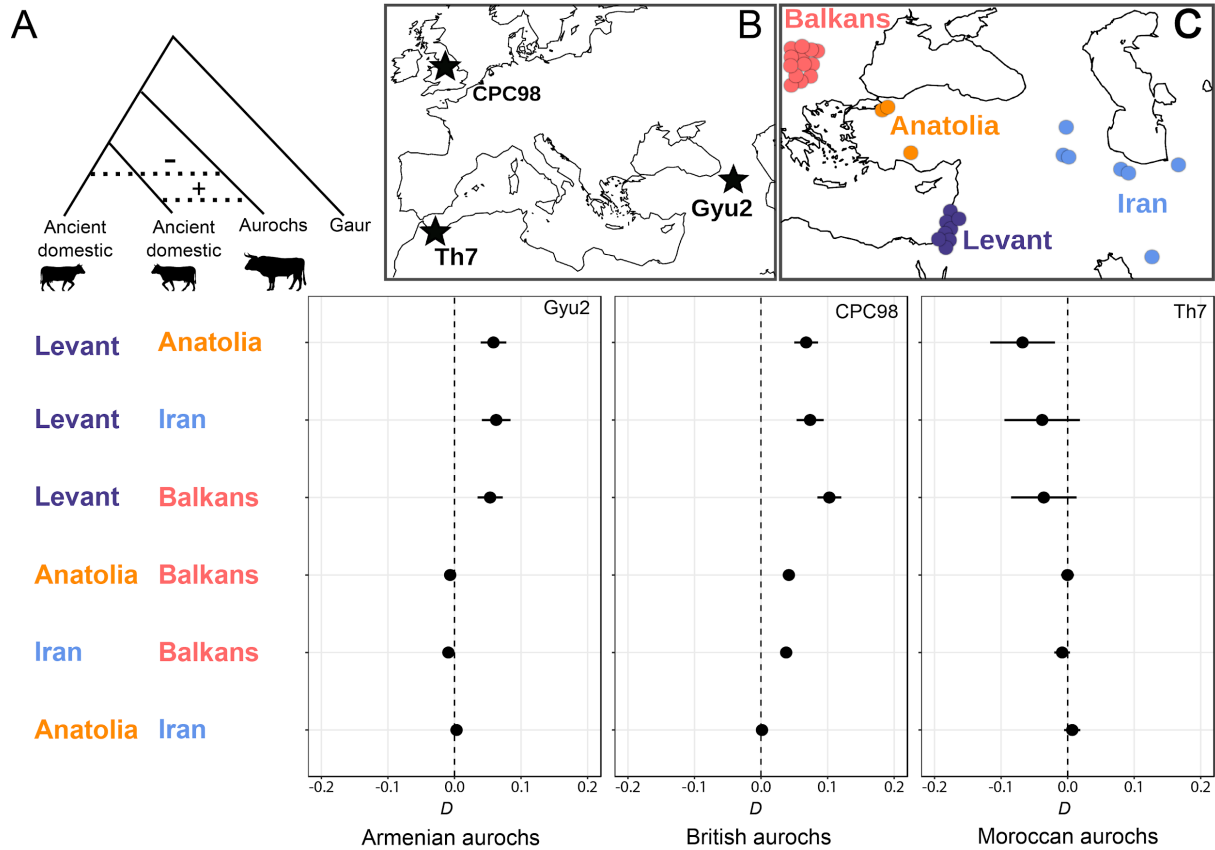 A
-
+
Ancient
domestic
Ancient
domestic
Aurochs
Gaur
B
CPC98
Gyu2
Th7
Balkans
C
Anatolia
Iran
Levant
Gyu2
CPC98
Th7
Levant Anatolia
Levant Iran
Levant Balkans
Anatolia Balkans
Iran Balkans
Anatolia Iran
-0.2 -0.1 0.0 0.1 0.2
D
Armenian aurochs
-0.2 -0.1 0.0 0.1 0.2
D
British aurochs
-0.2 -0.1 0.0 0.1 0.2
D
Moroccan aurochs